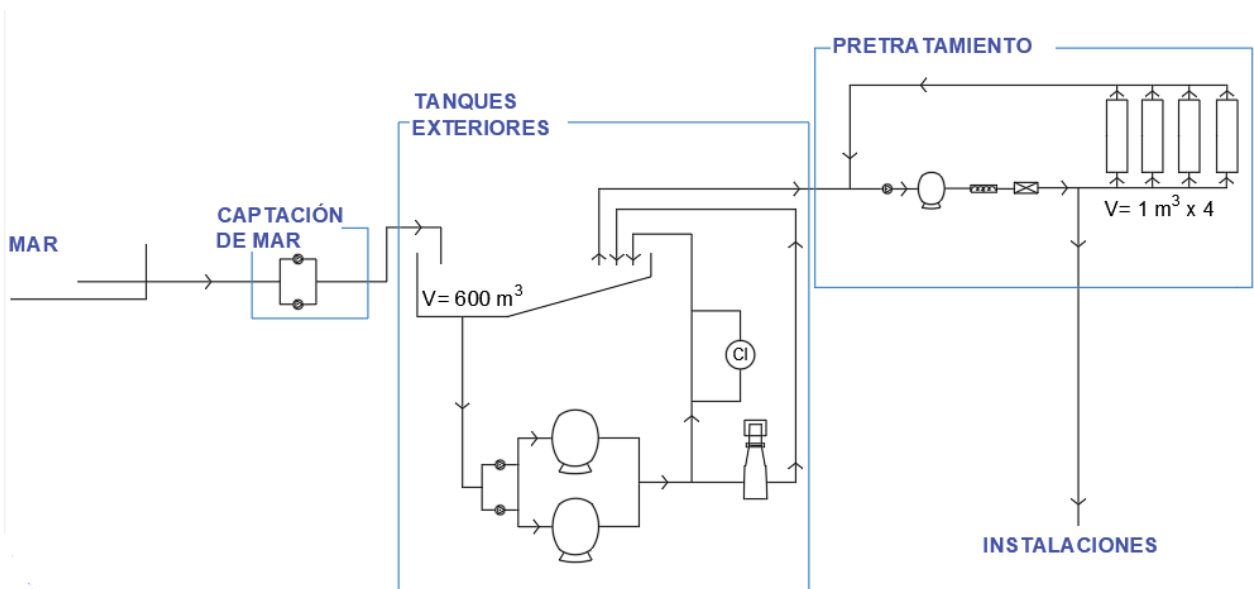 PRETRATAMIENTO
TANQUES
EXTERIORES
CAPTACIÓN
DE MAR
MAR
V= 600 m³
V= 1 m³ x 4
Cl
INSTALACIONES